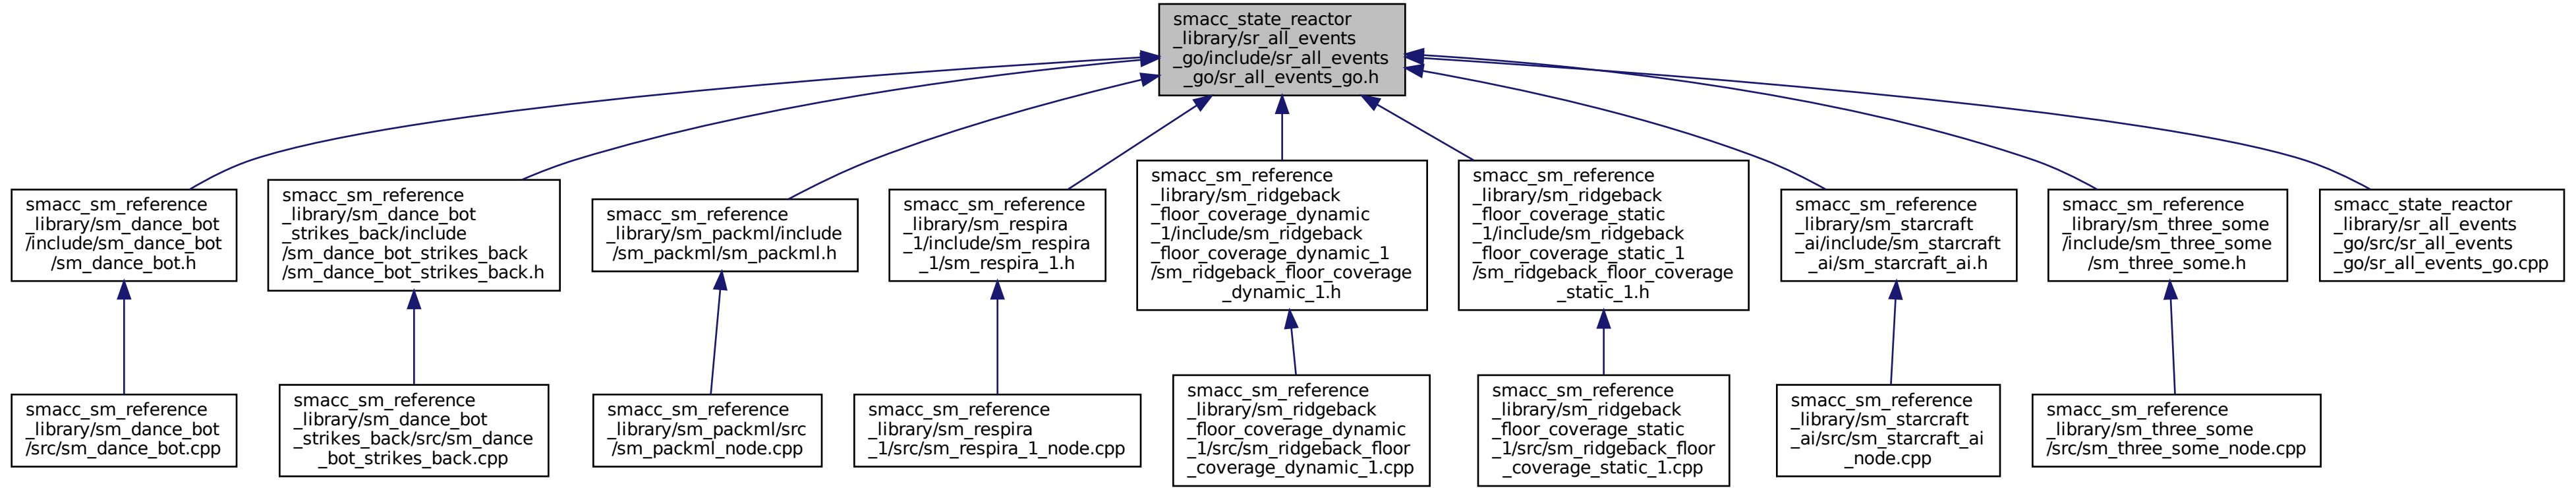 smacc_state_reactor
_library/sr_all_events
_go/include/sr_all_events
_go/sr_all_events_go.h
smacc_sm_reference
_library/sm_dance_bot
/include/sm_dance_bot
/sm_dance_bot.h
smacc_sm_reference
_library/sm_dance_bot
_strikes_back/include
/sm_dance_bot_strikes_back
/sm_dance_bot_strikes_back.h
smacc_sm_reference
_library/sm_packml/include
/sm_packml/sm_packml.h
smacc_sm_reference
_library/sm_respira
_1/include/sm_respira
_1/sm_respira_1.h
smacc_sm_reference
_library/sm_ridgeback
_floor_coverage_dynamic
_1/include/sm_ridgeback
_floor_coverage_dynamic_1
/sm_ridgeback_floor_coverage
_dynamic_1.h
smacc_sm_reference
_library/sm_ridgeback
_floor_coverage_static
_1/include/sm_ridgeback
_floor_coverage_static_1
/sm_ridgeback_floor_coverage
_static_1.h
smacc_sm_reference
_library/sm_starcraft
_ai/include/sm_starcraft
_ai/sm_starcraft_ai.h
smacc_sm_reference
_library/sm_three_some
/include/sm_three_some
/sm_three_some.h
smacc_state_reactor
_library/sr_all_events
_go/src/sr_all_events
_go/sr_all_events_go.cpp
smacc_sm_reference
_library/sm_dance_bot
/src/sm_dance_bot.cpp
smacc_sm_reference
_library/sm_dance_bot
_strikes_back/src/sm_dance
_bot_strikes_back.cpp
smacc_sm_reference
_library/sm_packml/src
/sm_packml_node.cpp
smacc_sm_reference
_library/sm_respira
_1/src/sm_respira_1_node.cpp
smacc_sm_reference
_library/sm_ridgeback
_floor_coverage_dynamic
_1/src/sm_ridgeback_floor
_coverage_dynamic_1.cpp
smacc_sm_reference
_library/sm_ridgeback
_floor_coverage_static
_1/src/sm_ridgeback_floor
_coverage_static_1.cpp
smacc_sm_reference
_library/sm_starcraft
_ai/src/sm_starcraft_ai
_node.cpp
smacc_sm_reference
_library/sm_three_some
/src/sm_three_some_node.cpp